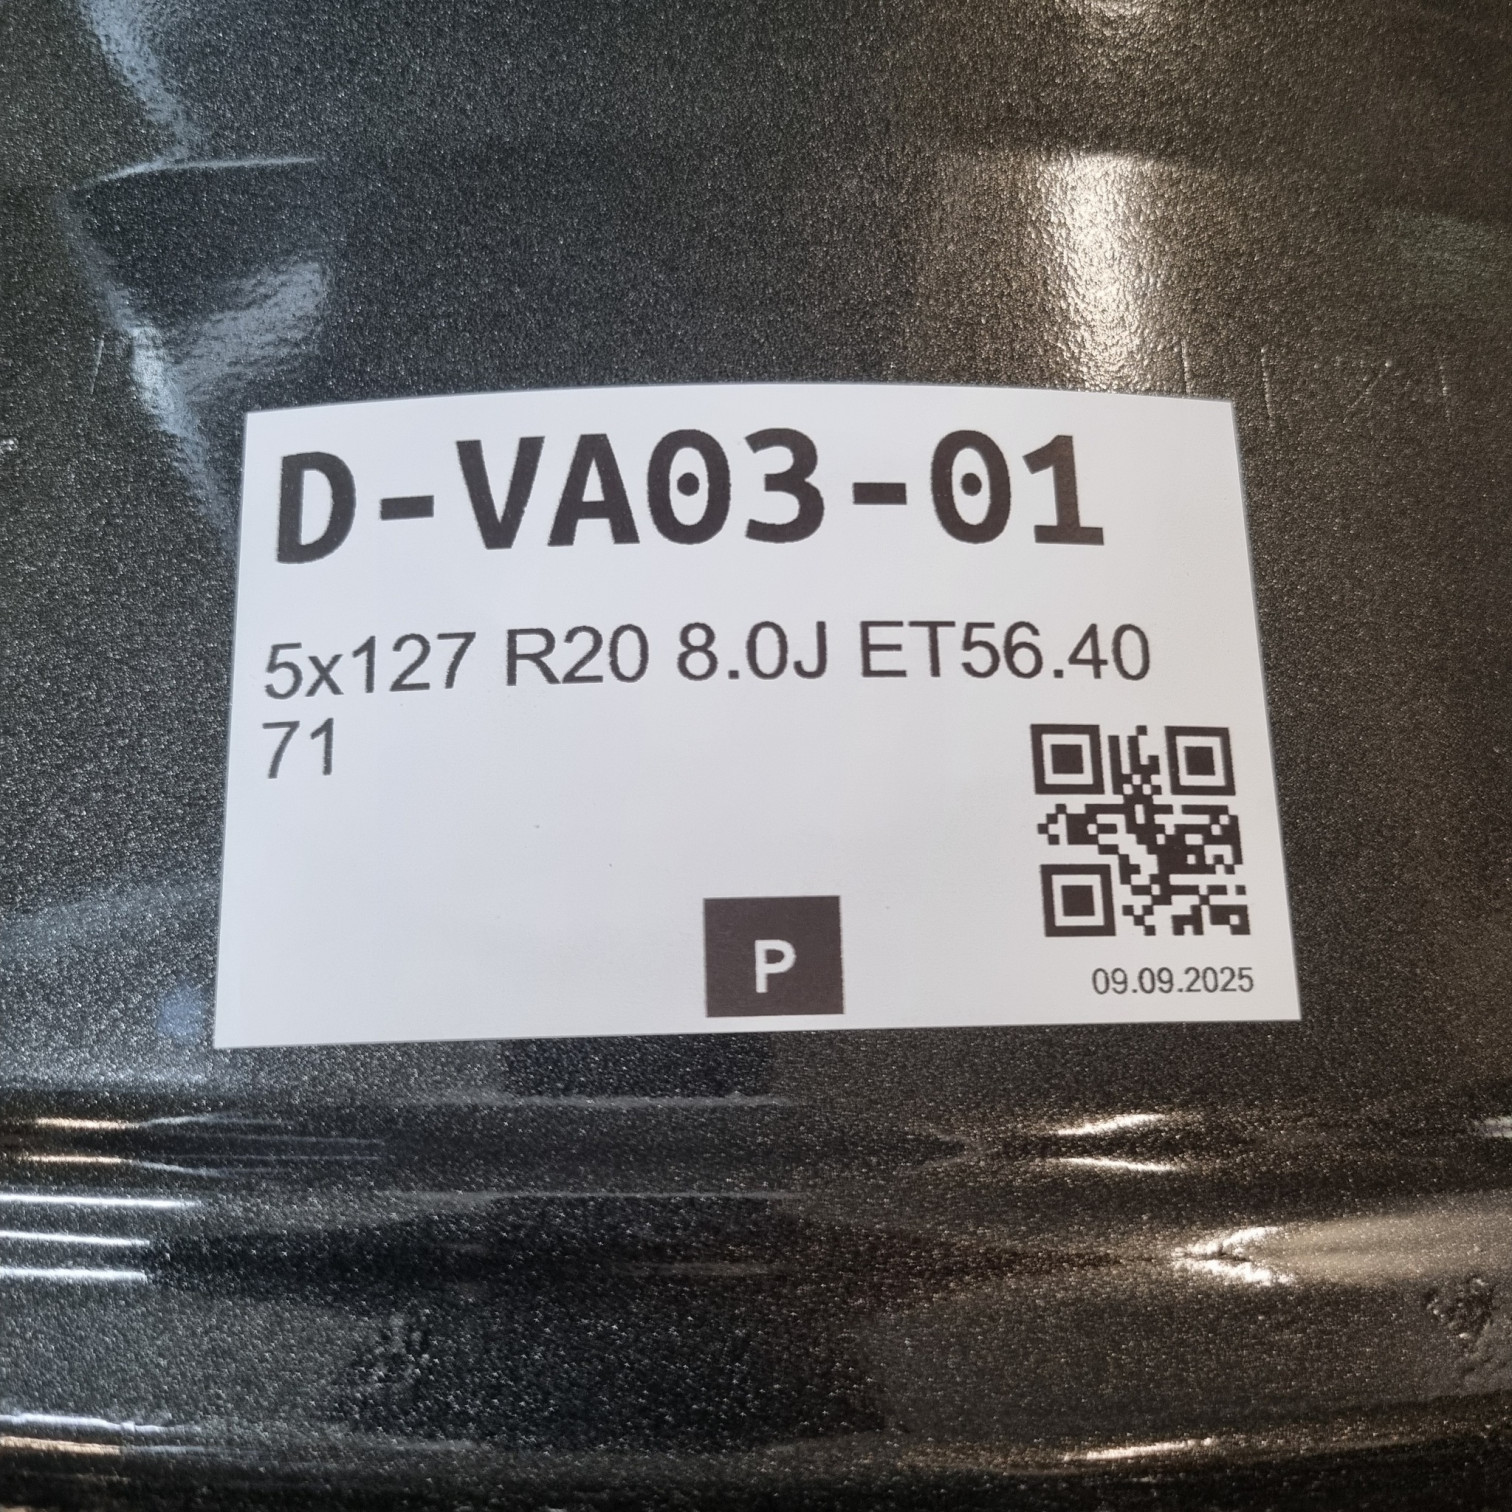 D-VA03-01
5x127 R20 8.0J ET56.40
71
P
09.09.2025